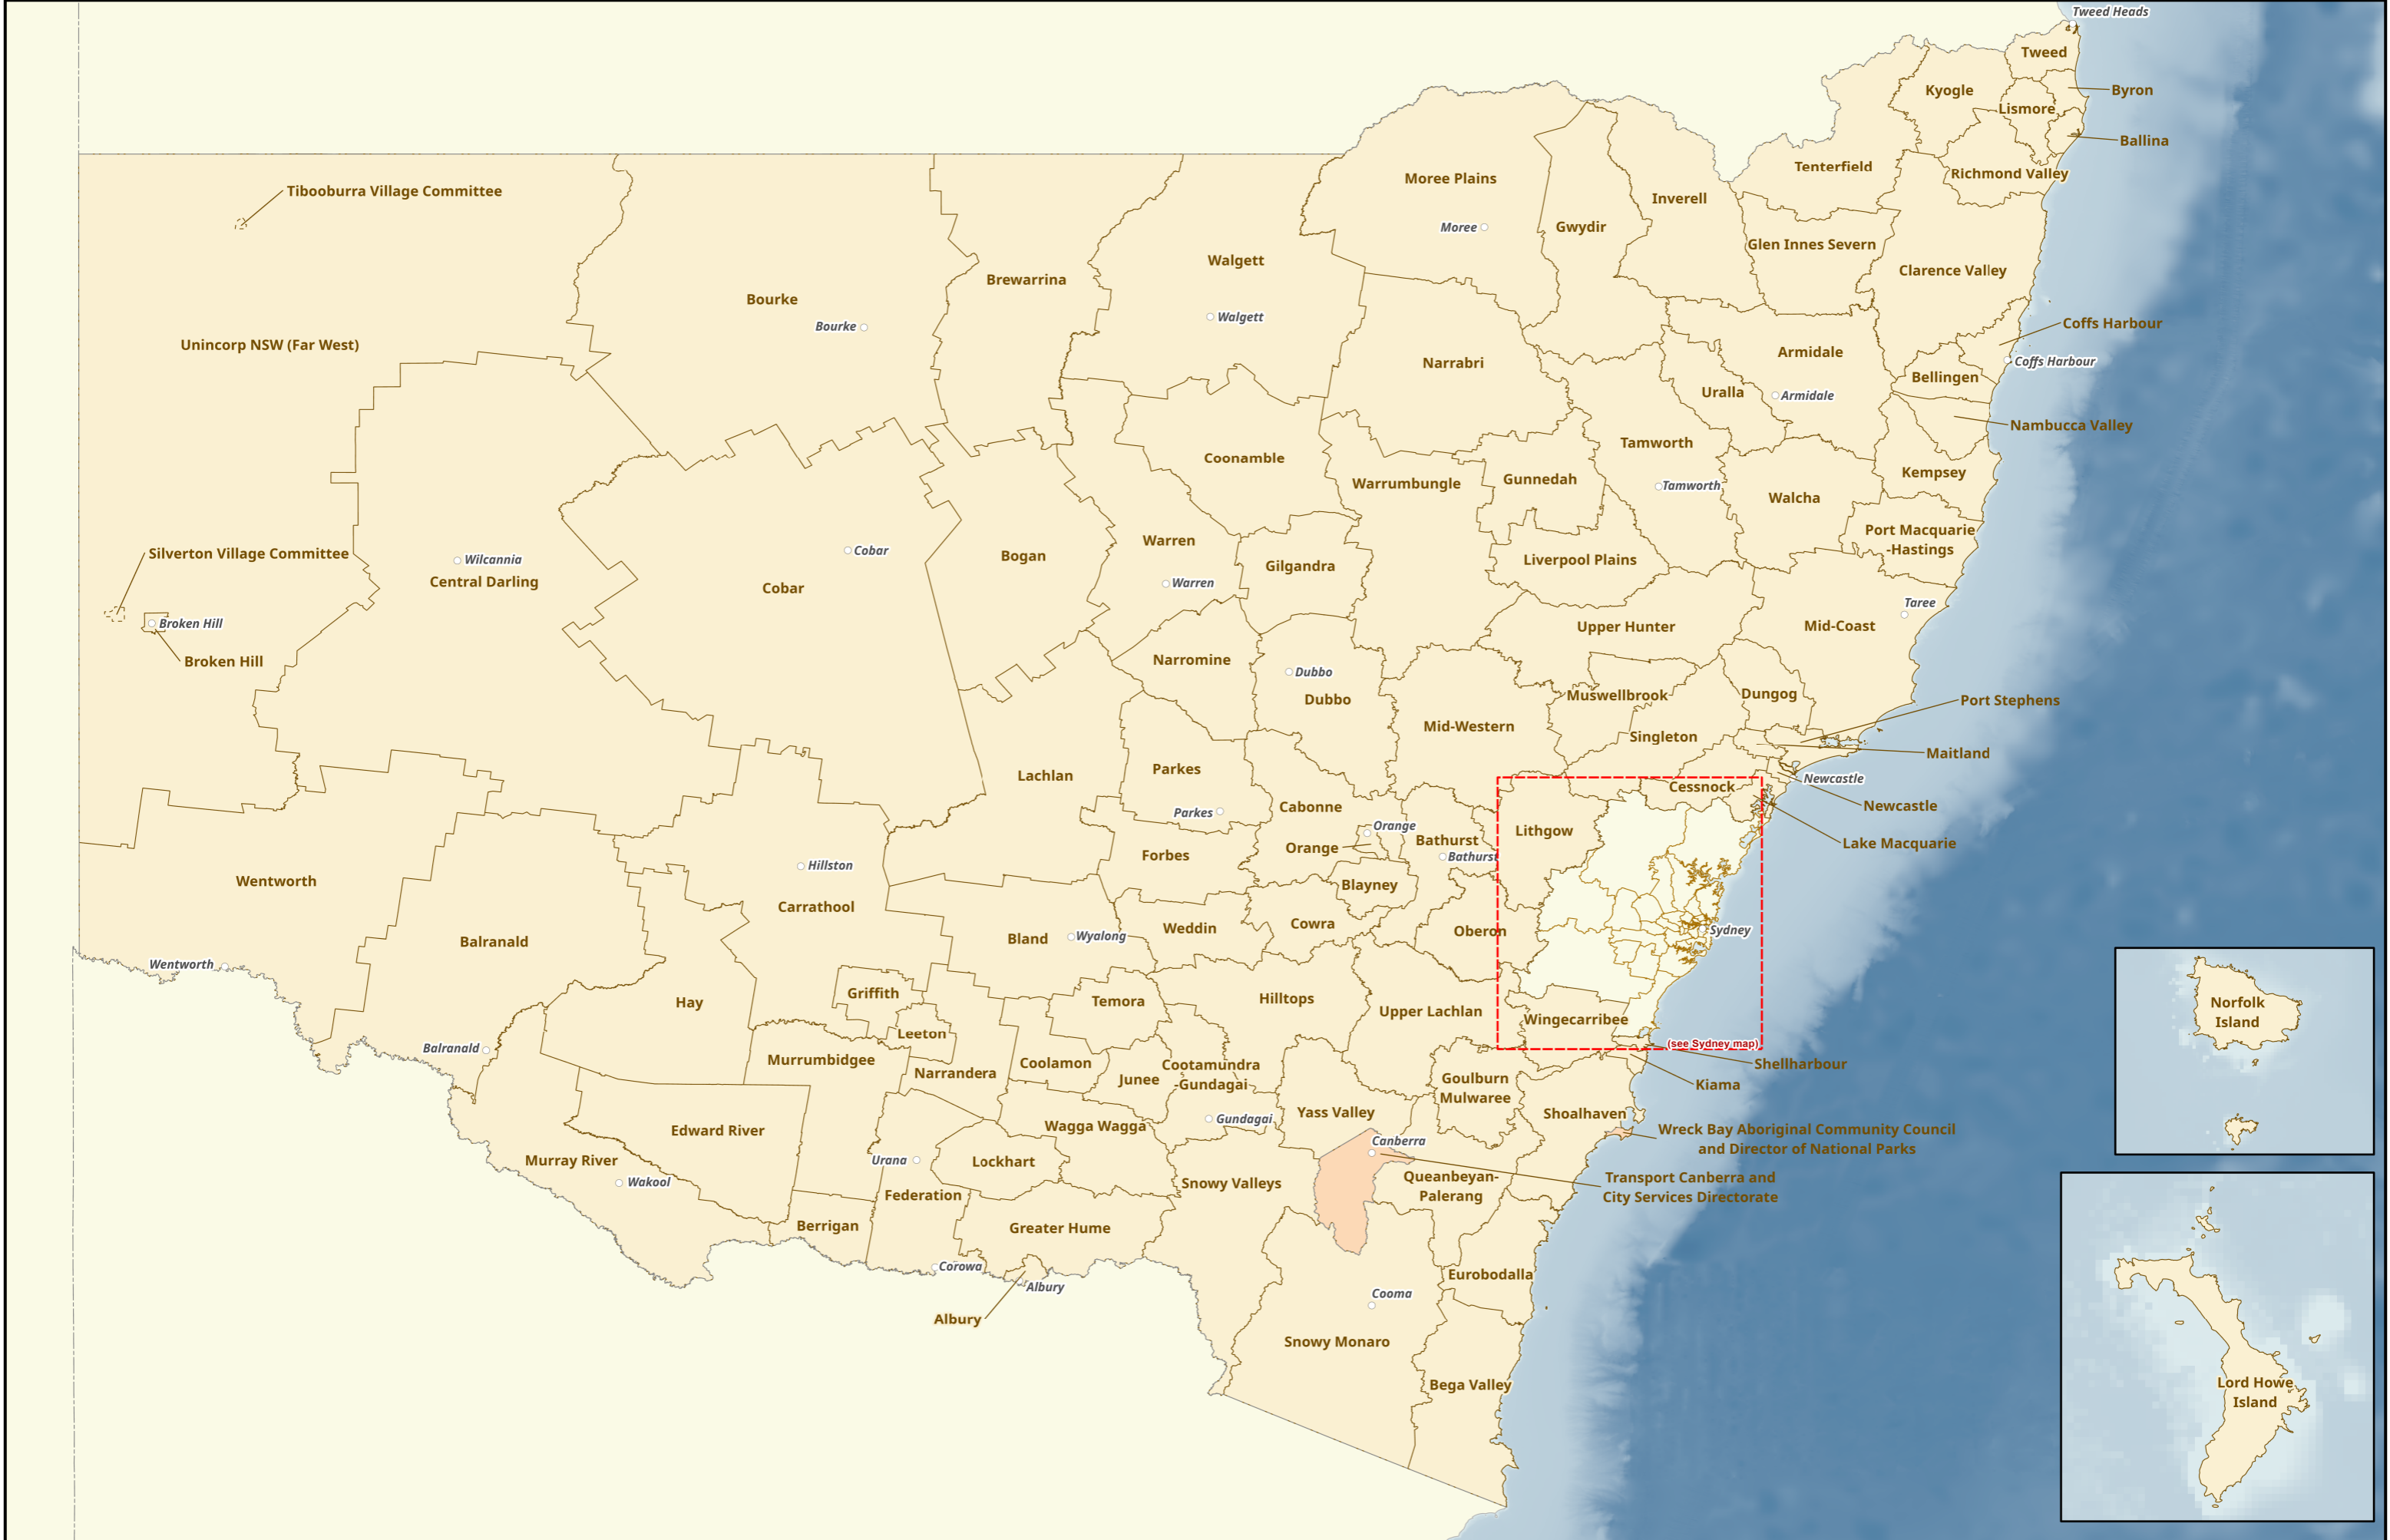 Tweed Heads
Tweed
Kyogle
Byron
Lismore
Ballina
Tenterfield
Richmond Valley
Moree Plains
Tibooburra Village Committee
Inverell
Moree
Gwydir
Glen Innes Severn
Walgett
Clarence Valley
Brewarrina
Bourke
Walgett
Bourke
Coffs Harbour
Unincorp NSW (Far West)
Armidale
Coffs Harbour
Narrabri
Bellingen
Uralla
Armidale
Nambucca Valley
Tamworth
Coonamble
Kempsey
Gunnedah
Warrumbungle
Tamworth
Walcha
Port Macquarie
-Hastings
Warren
Cobar
Silverton Village Committee
Bogan
Wilcannia
Liverpool Plains
Gilgandra
Central Darling
Warren
Cobar
Taree
Broken Hill
Upper Hunter
Mid-Coast
Narromine
Broken Hill
Dubbo
Dubbo
Muswellbrook
Dungog
Port Stephens
Mid-Western
Singleton
Maitland
Parkes
Lachlan
Newcastle
Cessnock
Cabonne
Newcastle
Parkes
Orange
Lithgow
Bathurst
Lake Macquarie
Orange
Forbes
Bathurst
Hillston
Wentworth
Blayney
Carrathool
Cowra
Weddin
Oberon
Sydney
Wyalong
Bland
Balranald
Wentworth
Griffith
Hilltops
Temora
Hay
Norfolk
Island
Upper Lachlan
Wingecarribee
Leeton
(see Sydney map)
Balranald
Murrumbidgee
Coolamon
Shellharbour
Cootamundra
-Gundagai
Narrandera
Junee
Goulburn
Mulwaree
Kiama
Yass Valley
Shoalhaven
Gundagai
Wagga Wagga
Edward River
Wreck Bay Aboriginal Community Council
and Director of National Parks
Canberra
Murray River
Urana
Lockhart
Transport Canberra and
City Services Directorate
Queanbeyan-
Palerang
Wakool
Snowy Valleys
Federation
Berrigan
Greater Hume
Corowa
Eurobodalla
Albury
Cooma
Albury
Snowy Monaro
Bega Valley
Lord Howe
Island